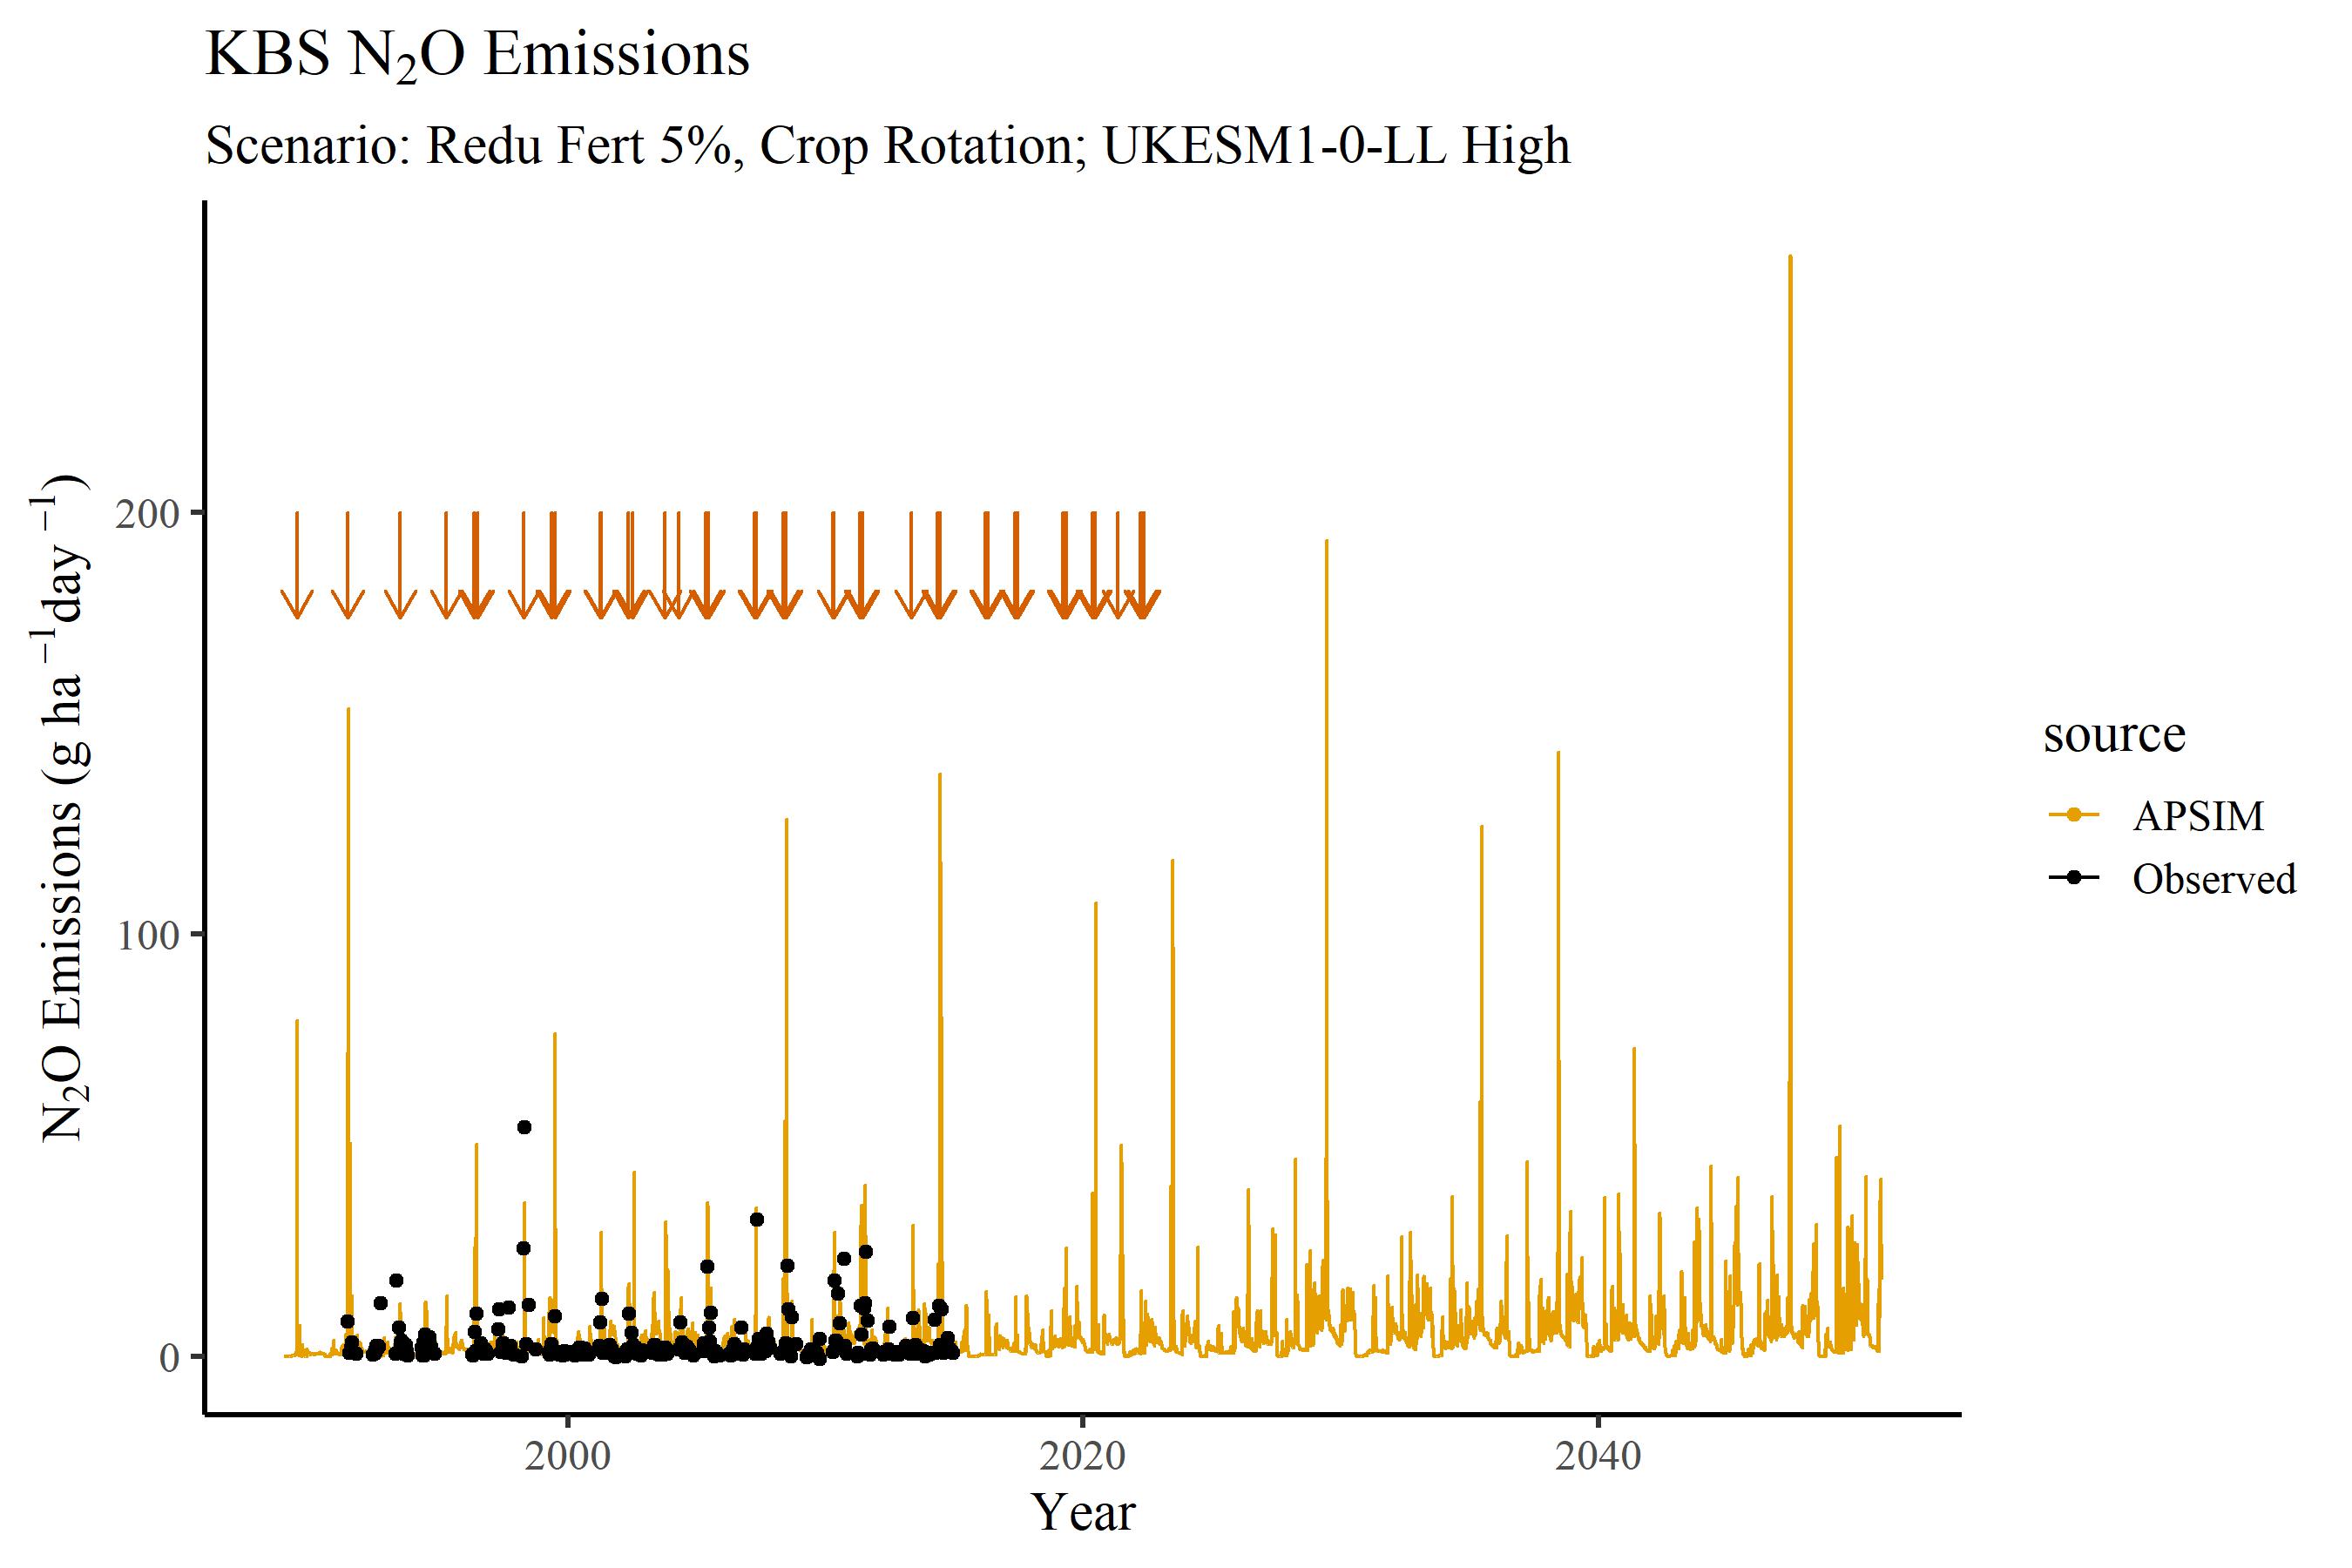 KBS N₂O Emissions
Scenario: Redu Fert 5%, Crop Rotation; UKESM1-0-LL High
N₂O Emissions (g ha ⁻¹day ⁻¹)
200
100
0
2000 2020 2040
Year
source
APSIM
Observed